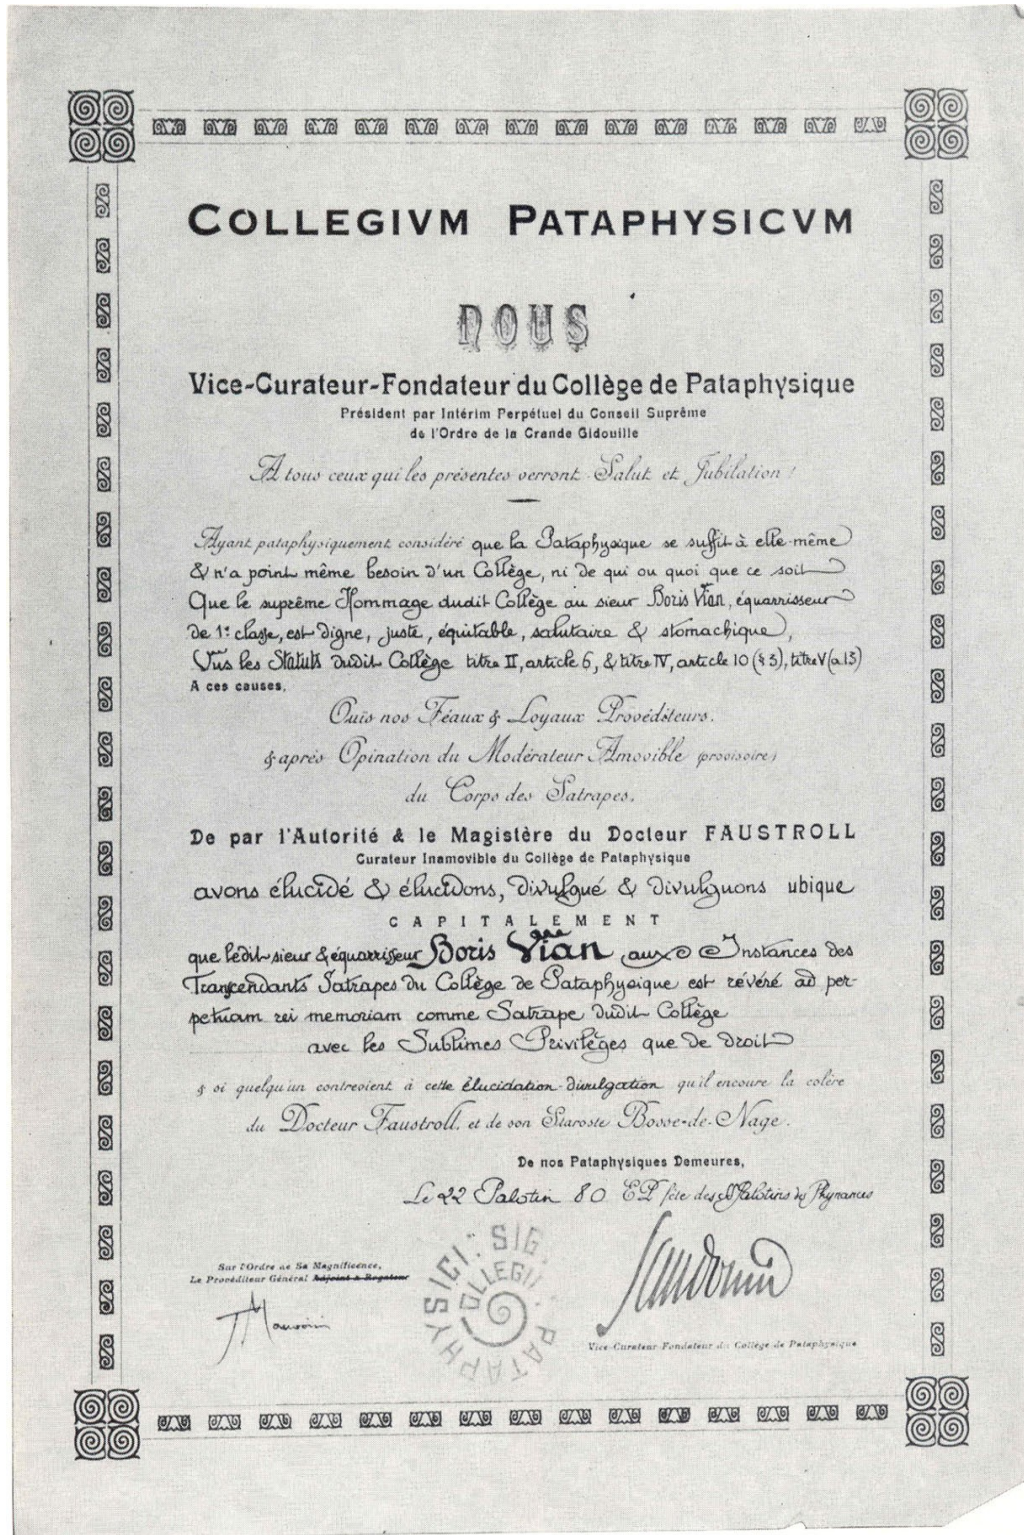 COLLEGIVM PATAPHYSICVM
NOUS
Vice-Curateur-Fondateur du Collège de Pataphysique
Président par Intérim Perpétuel du Conseil Suprême
de l'Ordre de la Grande Gidouille
A tous ceux qui les présentes verront - Salut et Jubilation !
Ayant pataphysiquement considéré que la Pataphysique se suffit à elle-même
& n'a point même besoin d'un Collège, ni de qui ou quoi que ce soit
Que le suprême Hommage dudit Collège au sieur Boris Vian, équarrisseur
de 1e classe, est digne, juste, équitable, salutaire & stomachique,
Vus les Statuts dudit Collège titre II, article 6, & titre IV, article 10 (§ 3), titre V (a 13)
A ces causes,
Ouïs nos Féaux & Loyaux Provéditeurs,
& après Opination du Modérateur Amovible (provisoire)
du Corps des Satrapes,
De par l'Autorité & le Magistère du Docteur FAUSTROLL
Curateur Inamovible du Collège de Pataphysique
avons élucidé & élucidons, divulgué & divulguons ubique
CAPITALEMENT
que ledit sieur & équarrisseur Boris Vian, aux Instances des
Transcendants Satrapes du Collège de Pataphysique est révéré ad per-
petuam rei memoriam comme Satrape dudit Collège
avec les Sublimes Privilèges que de droit
& si quelqu'un contrevient à cette élucidation-divulgation qu'il encoure la colère
du Docteur Faustroll, et de son Staroste Bosse-de-Nage.
De nos Pataphysiques Demeures,
Le 22 Palotin 80 EP fête des Sts Palotins des Phynances
Sur l'Ordre de Sa Magnificence,
Le Provéditeur Général Adjoint & Rogateur
SIG. COLLEGII PATAPHYSICI
Vice-Curateur-Fondateur du Collège de Pataphysique